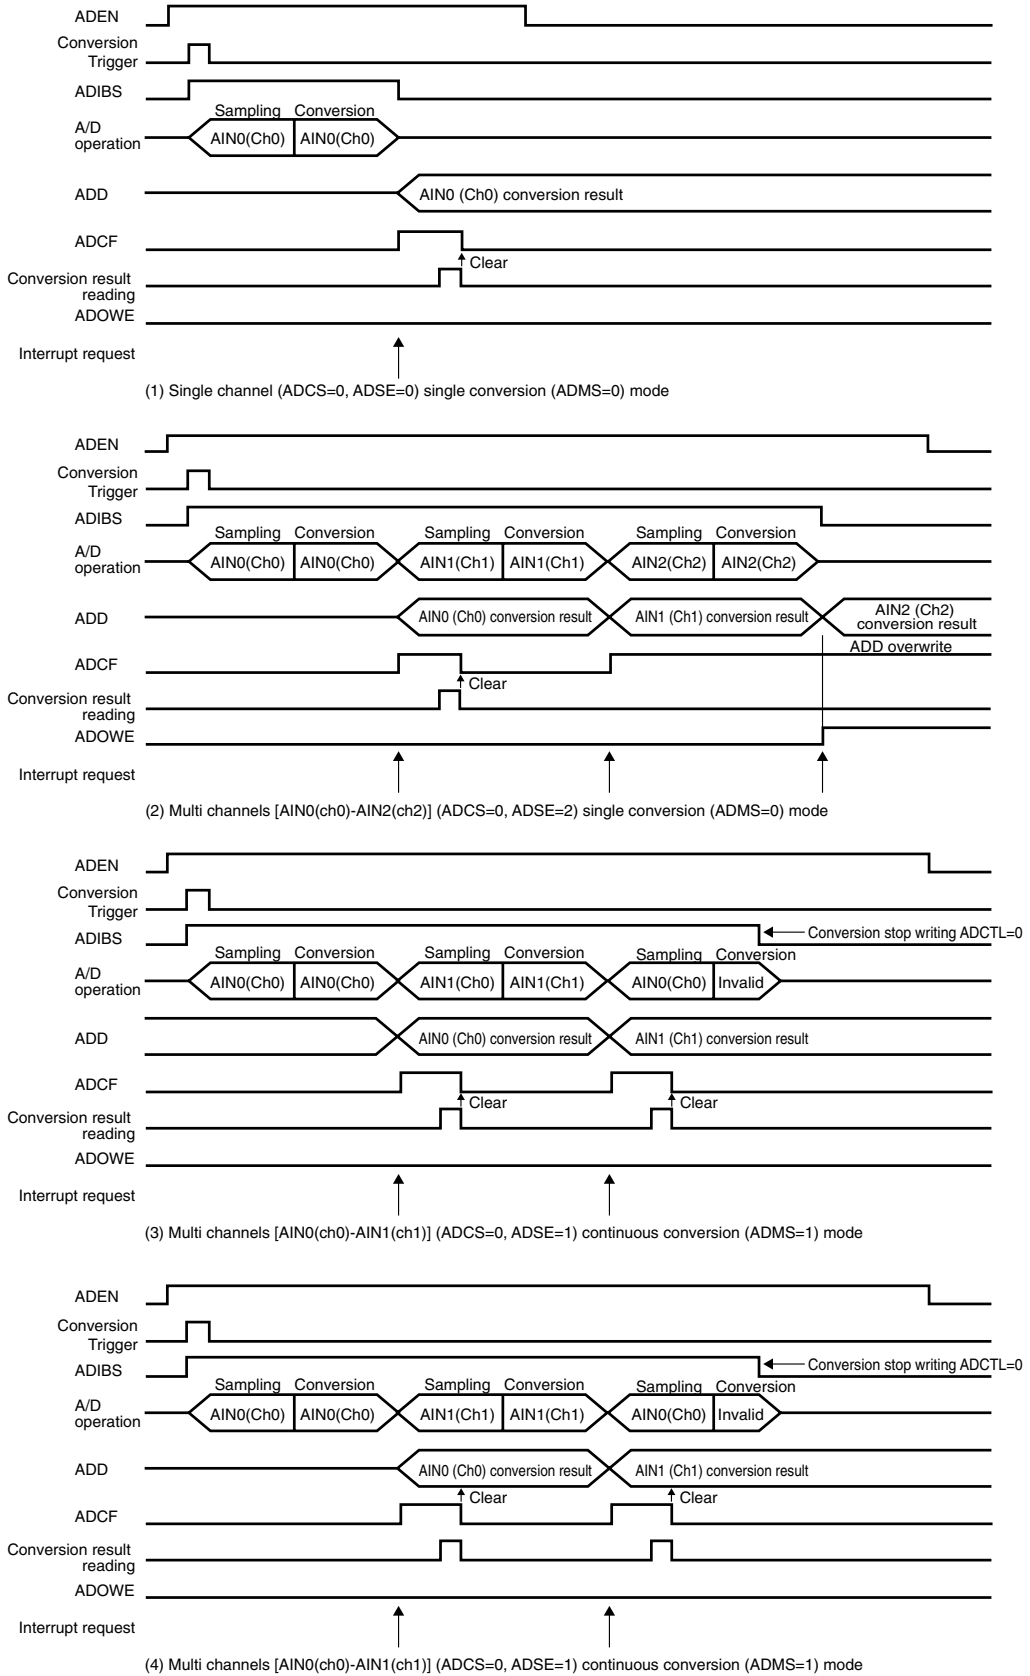 ADEN
Conversion
Trigger
ADIBS
Sampling Conversion
A/D
operation
AIN0(Ch0) AIN0(Ch0)
ADD
AIN0 (Ch0) conversion result
ADCF
Clear
Conversion result
reading
ADOWE
Interrupt request
(1) Single channel (ADCS=0, ADSE=0) single conversion (ADMS=0) mode
ADEN
Conversion
Trigger
ADIBS
Sampling Conversion Sampling Conversion Sampling Conversion
A/D
operation
AIN0(Ch0) AIN0(Ch0) AIN1(Ch1) AIN1(Ch1) AIN2(Ch2) AIN2(Ch2)
ADD
AIN0 (Ch0) conversion result AIN1 (Ch1) conversion result
AIN2 (Ch2)
conversion result
ADD overwrite
ADCF
Clear
Conversion result
reading
ADOWE
Interrupt request
(2) Multi channels [AIN0(ch0)-AIN2(ch2)] (ADCS=0, ADSE=2) single conversion (ADMS=0) mode
ADEN
Conversion
Trigger
ADIBS
Conversion stop writing ADCTL=0
Sampling Conversion Sampling Conversion Sampling Conversion
A/D
operation
AIN0(Ch0) AIN0(Ch0) AIN1(Ch0) AIN1(Ch1) AIN0(Ch0) Invalid
ADD
AIN0 (Ch0) conversion result AIN1 (Ch1) conversion result
ADCF
Clear Clear
Conversion result
reading
ADOWE
Interrupt request
(3) Multi channels [AIN0(ch0)-AIN1(ch1)] (ADCS=0, ADSE=1) continuous conversion (ADMS=1) mode
ADEN
Conversion
Trigger
ADIBS
Conversion stop writing ADCTL=0
Sampling Conversion Sampling Conversion Sampling Conversion
A/D
operation
AIN0(Ch0) AIN0(Ch0) AIN1(Ch1) AIN1(Ch1) AIN0(Ch0) Invalid
ADD
AIN0 (Ch0) conversion result AIN1 (Ch1) conversion result
Clear Clear
ADCF
Conversion result
reading
ADOWE
Interrupt request
(4) Multi channels [AIN0(ch0)-AIN1(ch1)] (ADCS=0, ADSE=1) continuous conversion (ADMS=1) mode